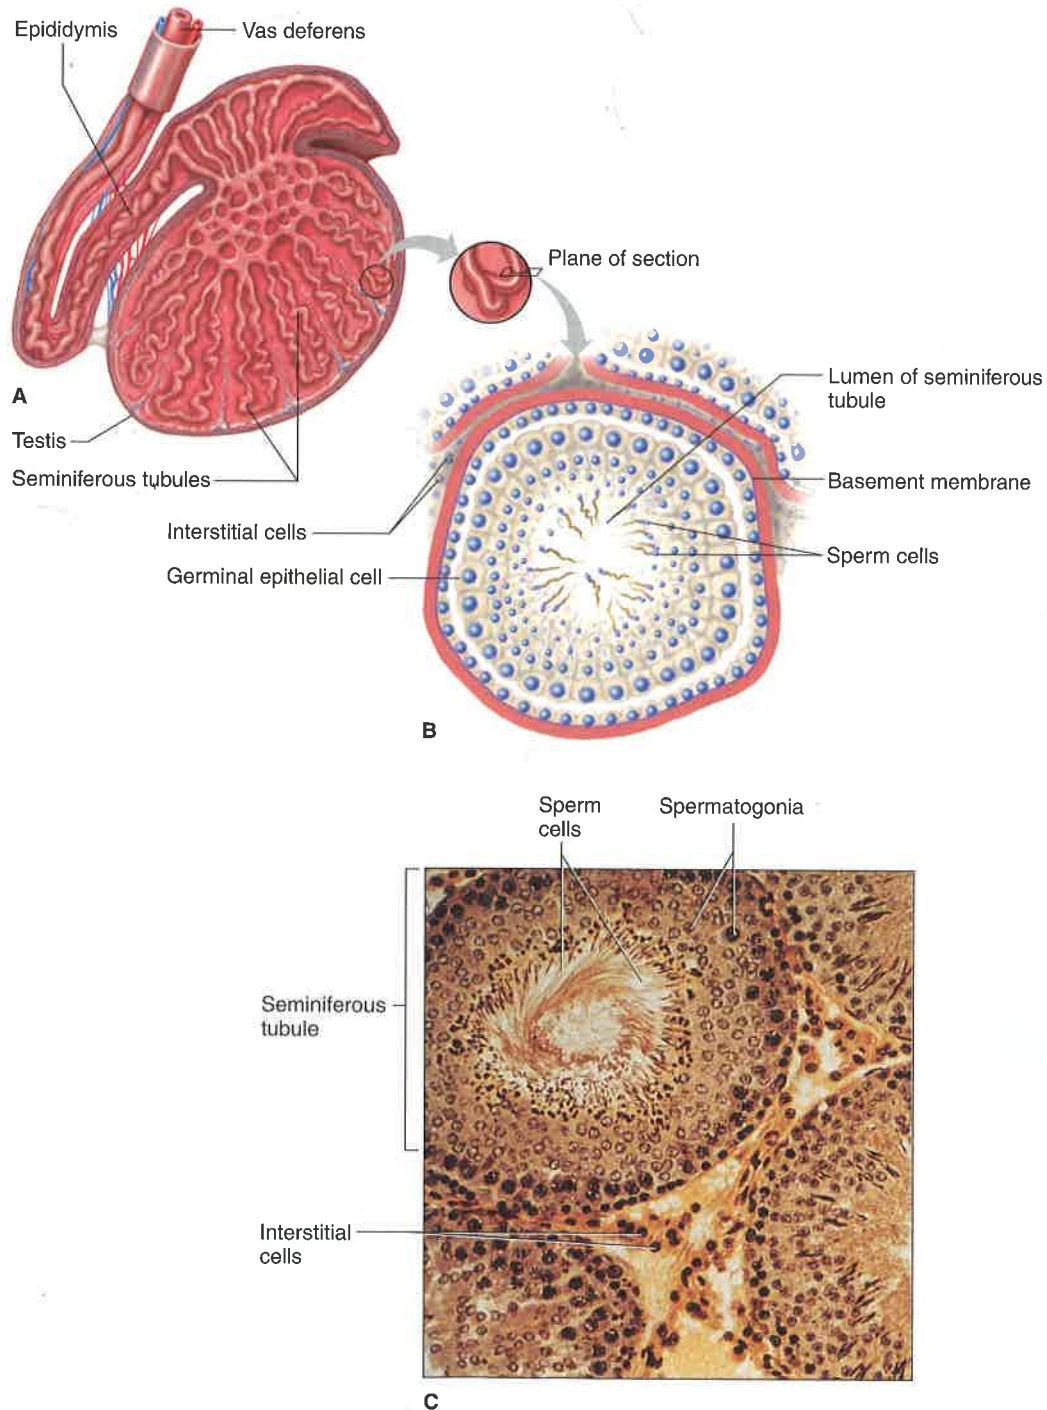 Epididymis
Vas deferens
Plane of section
A
Testis
Seminiferous tubules
Lumen of seminiferous
tubule
Basement membrane
Interstitial cells
Sperm cells
Germinal epithelial cell
B
Sperm
cells
Spermatogonia
Seminiferous
tubule
Interstitial
cells
C